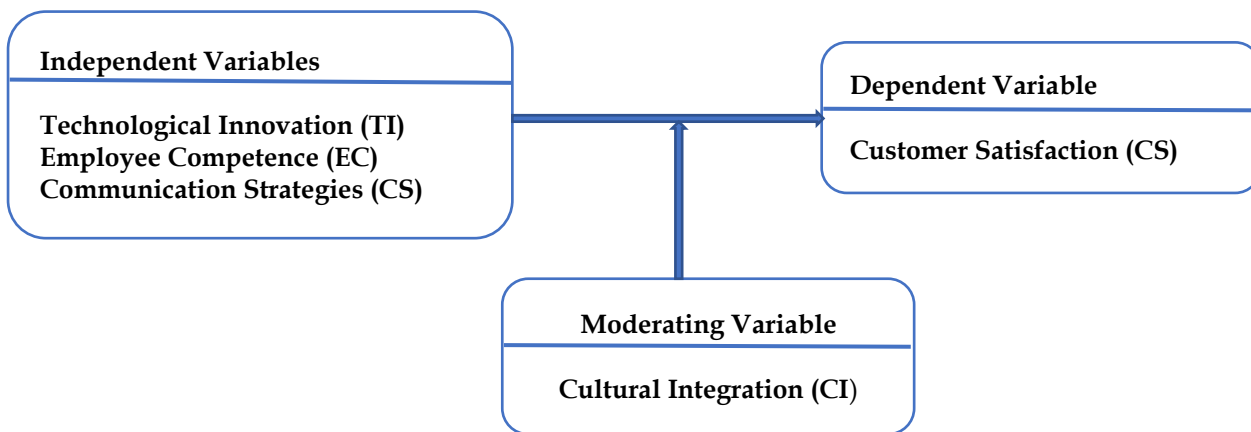 Independent Variables
Technological Innovation (TI)
Employee Competence (EC)
Communication Strategies (CS)
Dependent Variable
Customer Satisfaction (CS)
Moderating Variable
Cultural Integration (CI)